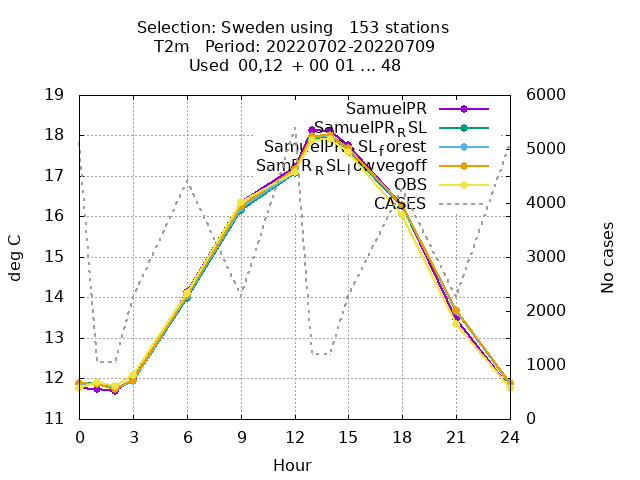 Selection: Sweden using   153 stations
T2m   Period: 20220702-20220709
Used  00,12  + 00 01 ... 48
19
18
17
16
15
14
13
12
11
deg C
6000
5000
4000
3000
2000
1000
0
No cases
SamuelPR
SamuelPR_RSL
SamuelPR_RSL_forest
SamPR_RSL_lowvegoff
OBS
CASES
0 3 6 9 12 15 18 21 24
Hour